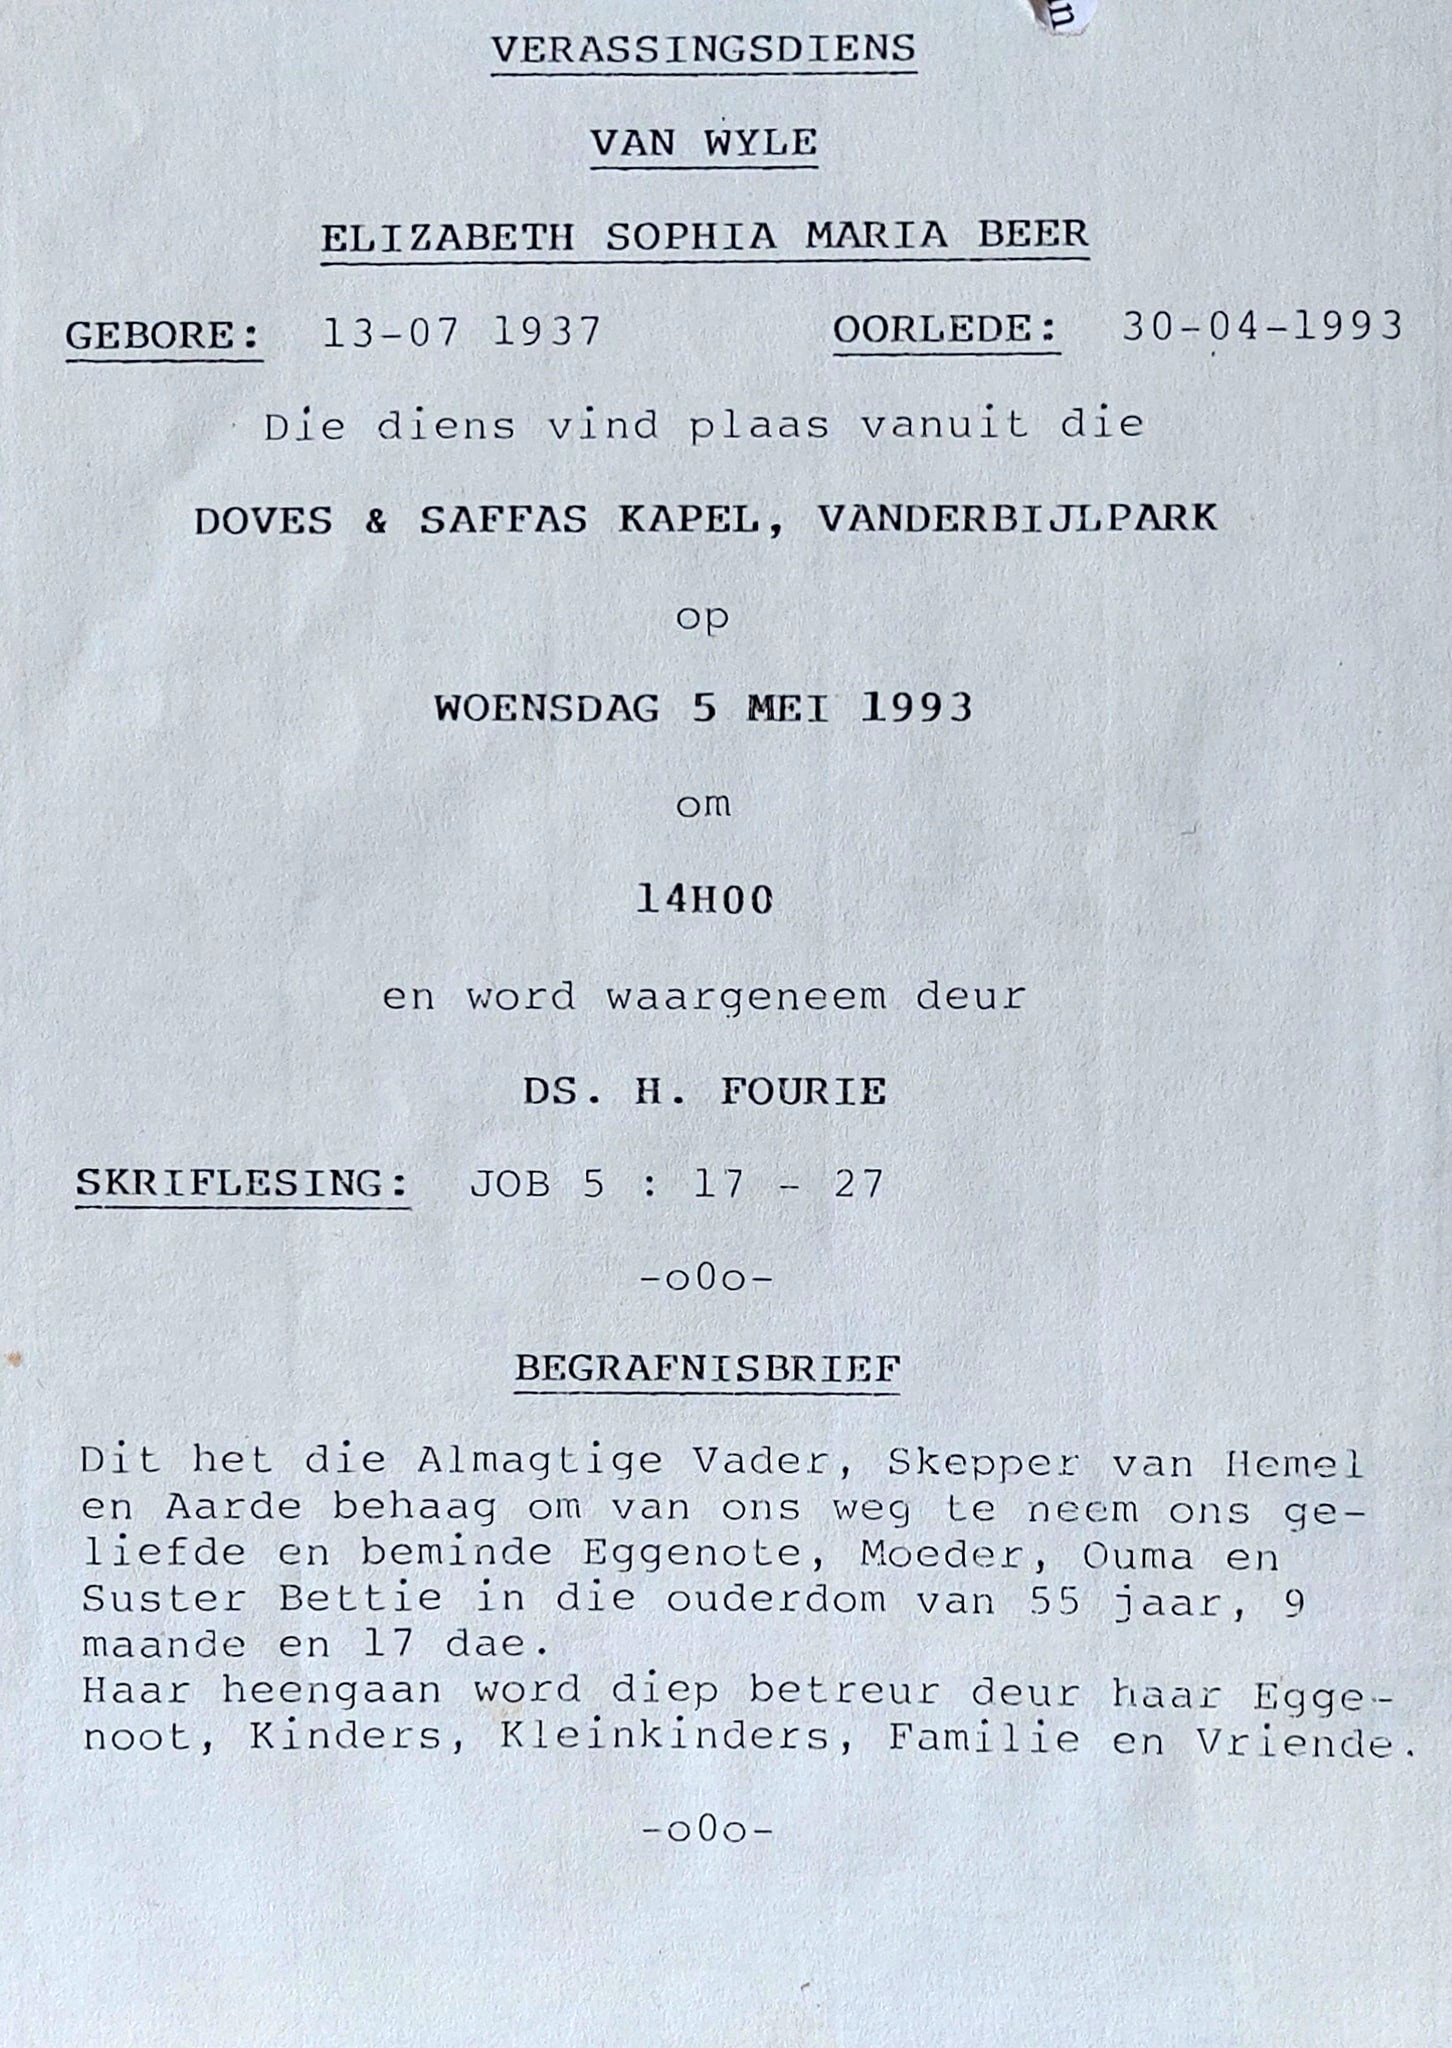 VERASSINGSDIENS
VAN WYLE
ELIZABETH SOPHIA MARIA BEER
GEBORE: 13-07 1937 OORLEDE: 30-04-1993
Die diens vind plaas vanuit die
DOVES & SAFFAS KAPEL, VANDERBIJLPARK
op
WOENSDAG 5 MEI 1993
om
14H00
en word waargeneem deur
DS. H. FOURIE
SKRIFLESING: JOB 5 : 17 - 27
-oOo-
BEGRAFNISBRIEF
Dit het die Almagtige Vader, Skepper van Hemel
en Aarde behaag om van ons weg te neem ons ge-
liefde en beminde Eggenote, Moeder, Ouma en
Suster Bettie in die ouderdom van 55 jaar, 9
maande en 17 dae.
Haar heengaan word diep betreur deur haar Egge-
noot, Kinders, Kleinkinders, Familie en Vriende.
-oOo-